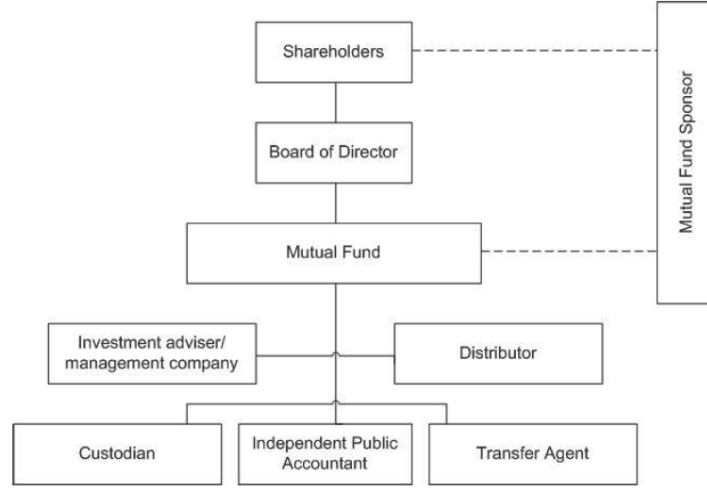 Shareholders
Mutual Fund Sponsor
Board of Director
Mutual Fund
Investment adviser/
management company
Distributor
Custodian
Independent Public
Accountant
Transfer Agent